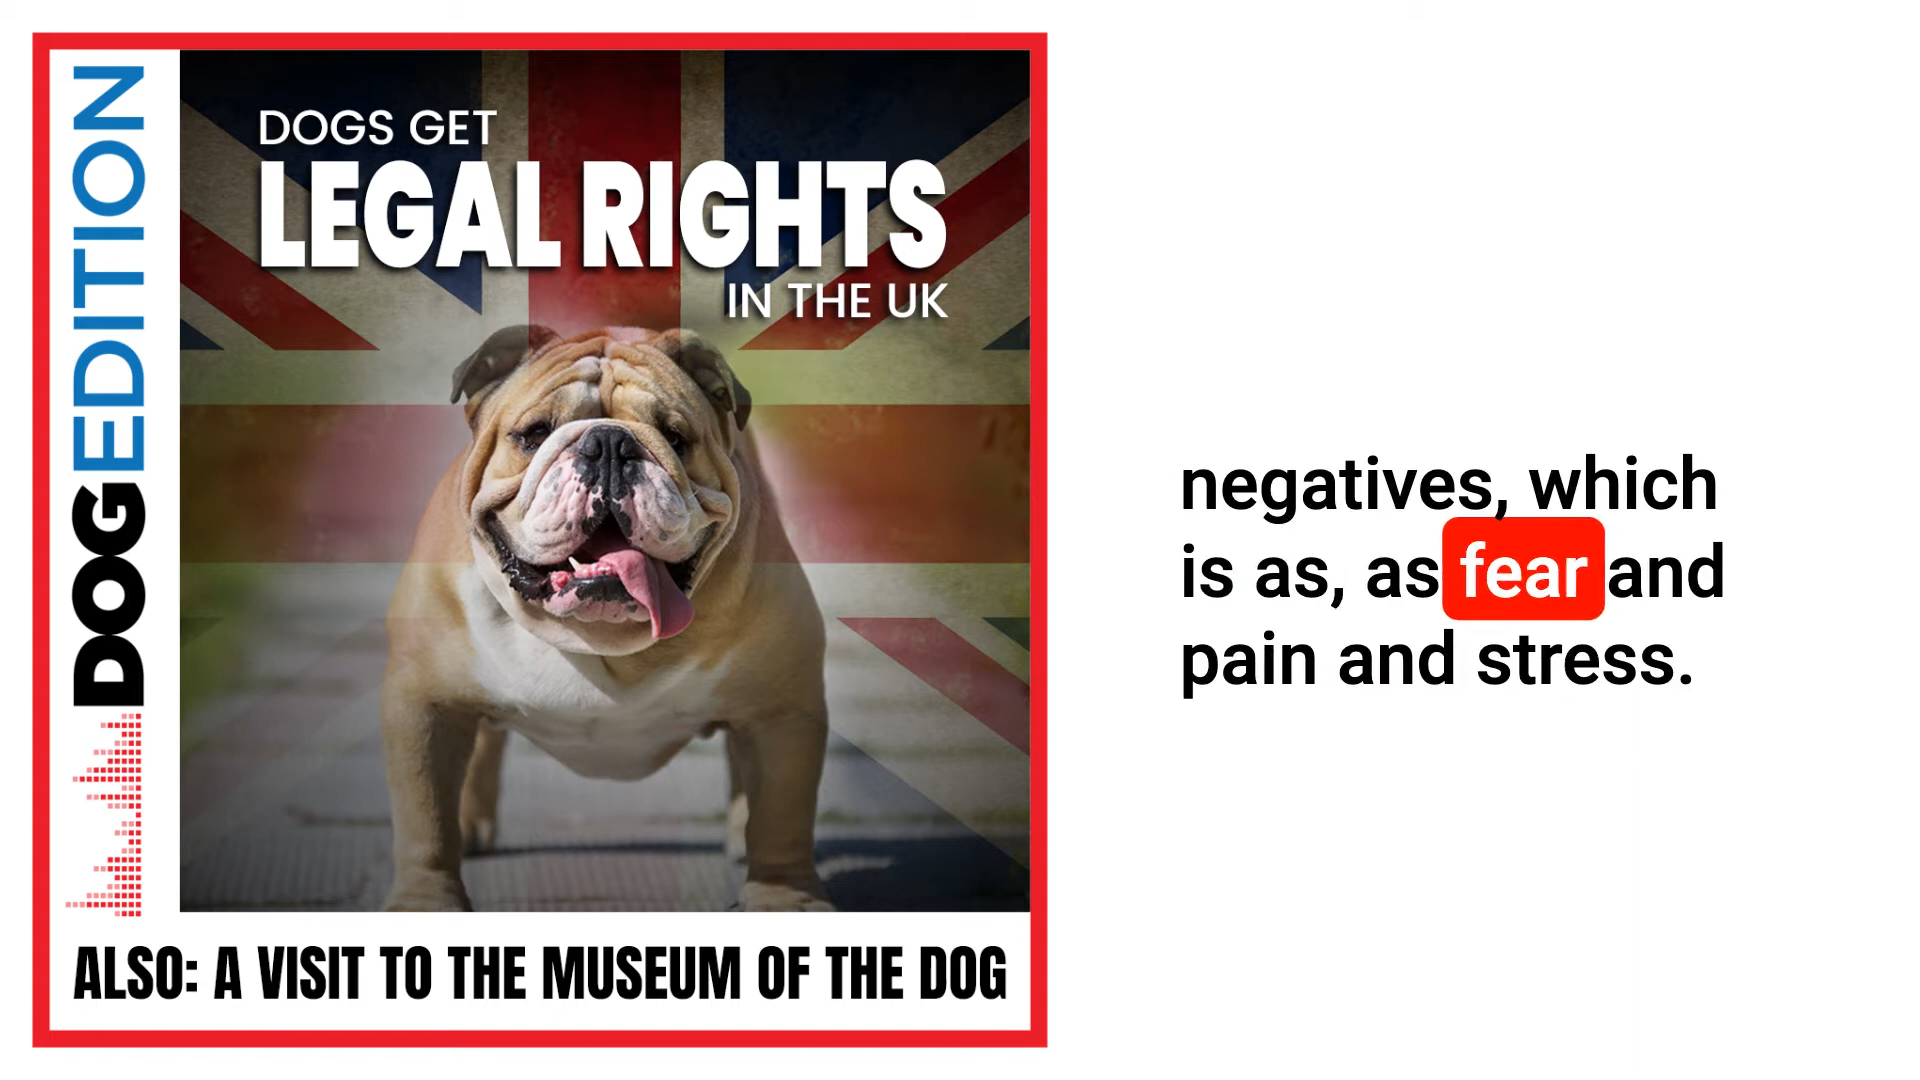 DOGEDITION
DOGS GET
LEGAL RIGHTS
IN THE UK
ALSO: A VISIT TO THE MUSEUM OF THE DOG
negatives, which
is as, as fear and
pain and stress.